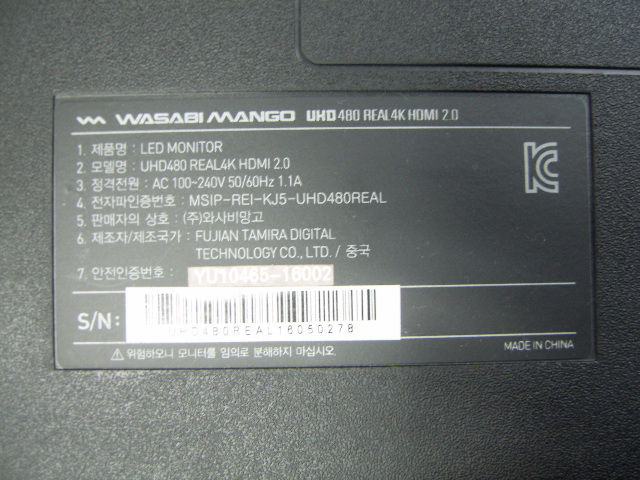 WASABI MANGO UHD480 REAL4K HDMI 2.0
1. 제품명 : LED MONITOR
2. 모델명 : UHD480 REAL4K HDMI 2.0
3. 정격전원 : AC 100~240V 50/60Hz 1.1A
4. 전자파인증번호 : MSIP-REI-KJ5-UHD480REAL
5. 판매자의 상호 : (주)와사비망고
6. 제조자/제조국가 : FUJIAN TAMIRA DIGITAL
TECHNOLOGY CO., LTD. / 중국
7. 안전인증번호 : YU10465-16002
S/N:
UHD480REAL16050278
⚠ 위험하오니 모니터를 임의로 분해하지 마십시오.
MADE IN CHINA